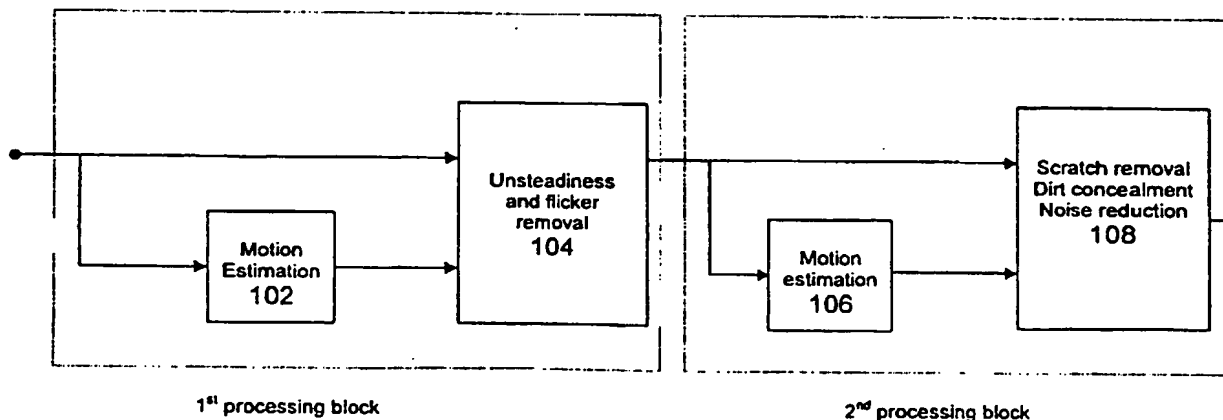 Unsteadiness
and flicker
removal
104
Motion
Estimation
102
Scratch removal
Dirt concealment
Noise reduction
108
Motion
estimation
106
1st processing block
2nd processing block